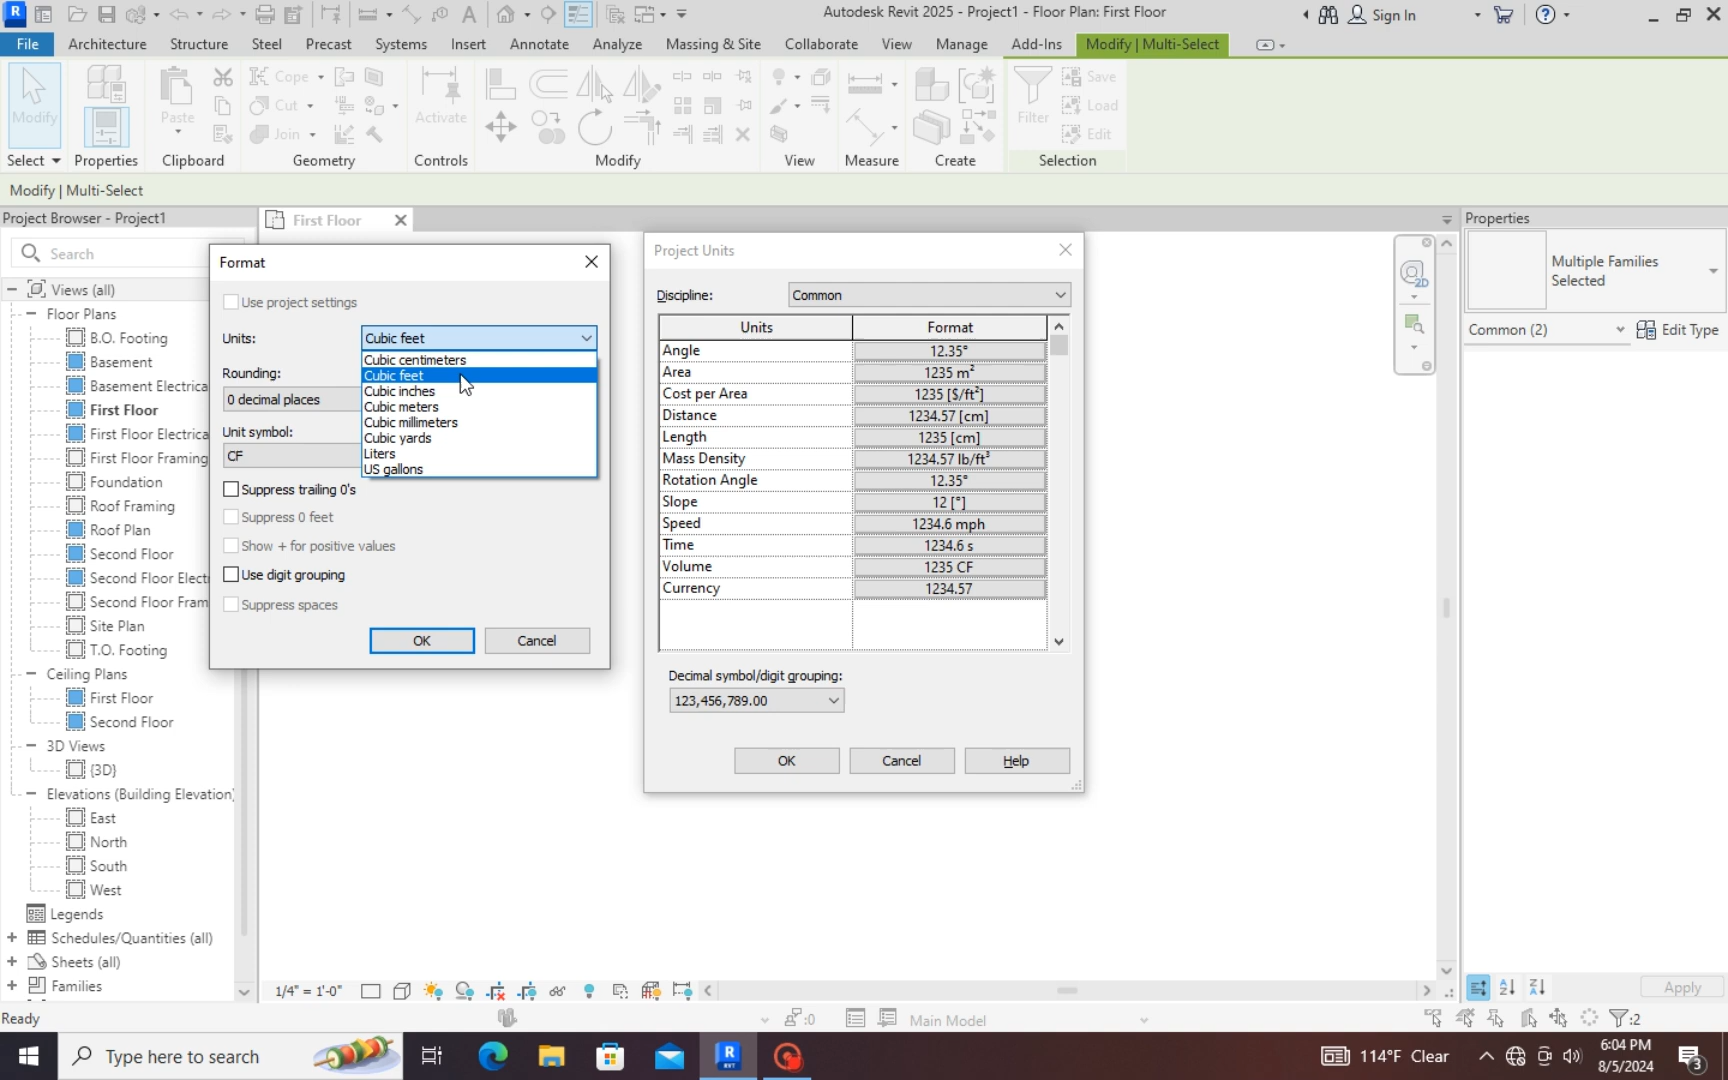 Autodesk Revit 2025 - Project1 - Floor Plan: First Floor
Sign In
File Architecture Structure Steel Precast Systems Insert Annotate Analyze Massing & Site Collaborate View Manage Add-Ins Modify | Multi-Select
Modify
Paste
Cope
Cut
Join
Activate
Filter
Save
Load
Edit
Select Properties Clipboard Geometry Controls Modify View Measure Create Selection
Modify | Multi-Select
Project Browser - Project1
Search
Views (all)
Floor Plans
B.O. Footing
Basement
Basement Electrica
First Floor
First Floor Electrica
First Floor Framing
Foundation
Roof Framing
Roof Plan
Second Floor
Second Floor Elect
Second Floor Fram
Site Plan
T.O. Footing
Ceiling Plans
First Floor
Second Floor
3D Views
{3D}
Elevations (Building Elevation)
East
North
South
West
Legends
Schedules/Quantities (all)
Sheets (all)
Families
First Floor
Format
Use project settings
Units: Cubic feet
Cubic centimeters
Cubic feet
Cubic inches
Cubic meters
Cubic millimeters
Cubic yards
Liters
US gallons
Rounding:
0 decimal places
Unit symbol:
CF
Suppress trailing 0's
Suppress 0 feet
Show + for positive values
Use digit grouping
Suppress spaces
OK Cancel
Project Units
Discipline: Common
Units Format
Angle 12.35°
Area 1235 m²
Cost per Area 1235 [$/ft²]
Distance 1234.57 [cm]
Length 1235 [cm]
Mass Density 1234.57 lb/ft³
Rotation Angle 12.35°
Slope 12 [°]
Speed 1234.6 mph
Time 1234.6 s
Volume 1235 CF
Currency 1234.57
Decimal symbol/digit grouping:
123,456,789.00
OK Cancel Help
2D
Properties
Multiple Families
Selected
Common (2) Edit Type
Apply
1/4" = 1'-0"
Ready
:0
Main Model
:2
Type here to search
114°F Clear
6:04 PM
8/5/2024
3